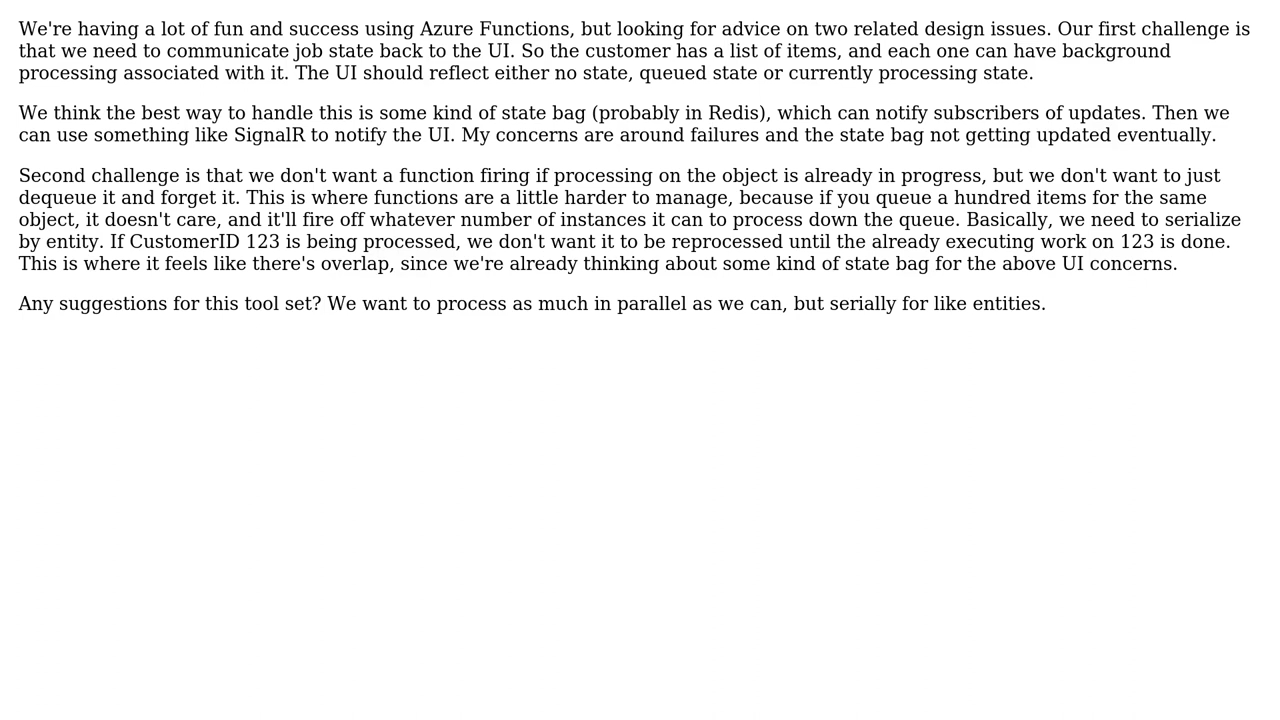 We're having a lot of fun and success using Azure Functions, but looking for advice on two related design issues. Our first challenge is
that we need to communicate job state back to the UI. So the customer has a list of items, and each one can have background
processing associated with it. The UI should reflect either no state, queued state or currently processing state.
We think the best way to handle this is some kind of state bag (probably in Redis), which can notify subscribers of updates. Then we
can use something like SignalR to notify the UI. My concerns are around failures and the state bag not getting updated eventually.
Second challenge is that we don't want a function firing if processing on the object is already in progress, but we don't want to just
dequeue it and forget it. This is where functions are a little harder to manage, because if you queue a hundred items for the same
object, it doesn't care, and it'll fire off whatever number of instances it can to process down the queue. Basically, we need to serialize
by entity. If CustomerID 123 is being processed, we don't want it to be reprocessed until the already executing work on 123 is done.
This is where it feels like there's overlap, since we're already thinking about some kind of state bag for the above UI concerns.
Any suggestions for this tool set? We want to process as much in parallel as we can, but serially for like entities.